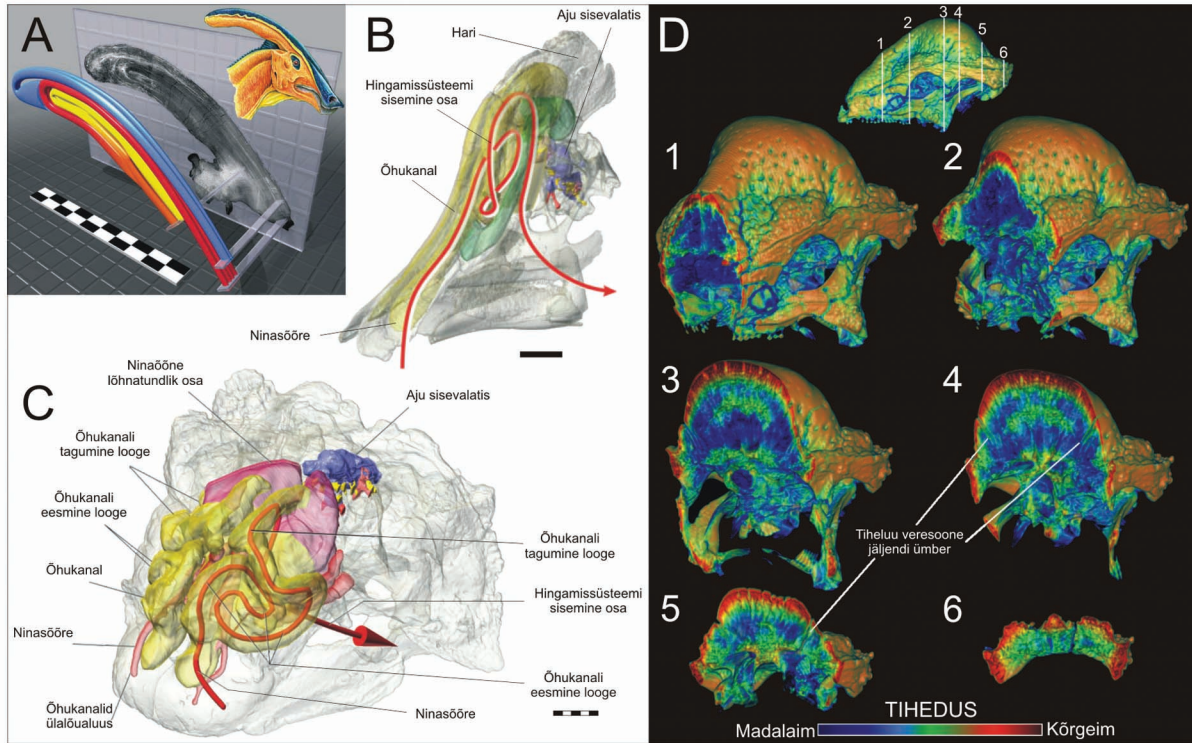 A
B
Aju sisevalatis
Hari
Hingamissüsteemi
sisemine osa
Õhukanal
Ninasõõre
C
Ninaõõne
lõhnatundlik osa
Aju sisevalatis
Õhukanali
tagumine looge
Õhukanali
eesmine looge
Õhukanal
Ninasõõre
Õhukanalid
ülalõualuus
Õhukanali
tagumine looge
Hingamissüsteemi
sisemine osa
Õhukanali
eesmine looge
Ninasõõre
D
1 2 3 4 5 6
1
2
3
4
Tiheluu veresoone
jäljendi ümber
5
6
TIHEDUS
Madalaim Kõrgeim